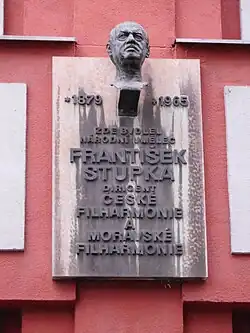 *1879 *1965
ZDE BYDLEL
NÁRODNÍ UMĚLEC
FRANTIŠEK
STUPKA
DIRIGENT
ČESKÉ
FILHARMONIE
A
MORAVSKÉ
FILHARMONIE